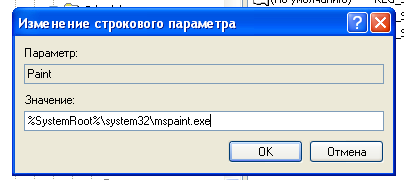 Изменение строкового параметра
Параметр:
Paint
Значение:
%SystemRoot%\system32\mspaint.exe
OK
Отмена